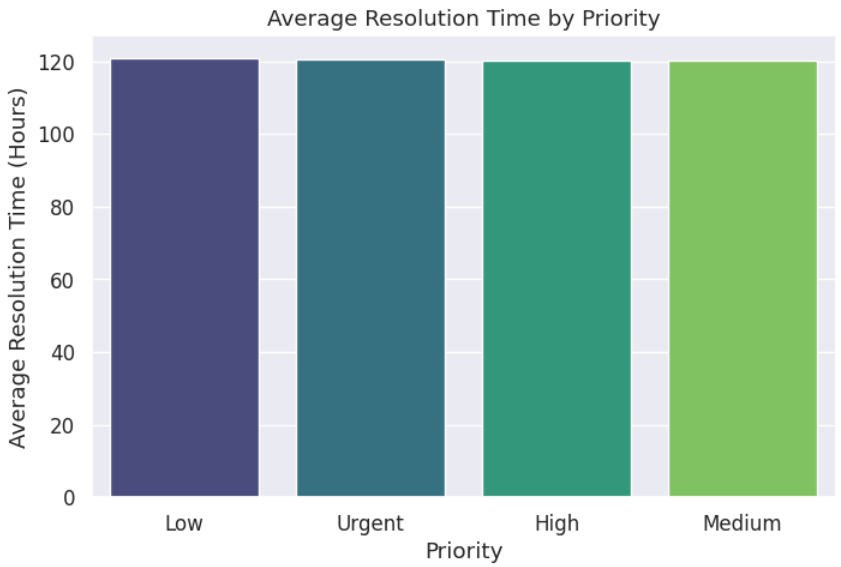 Average Resolution Time by Priority
Average Resolution Time (Hours)
120
100
80
60
40
20
0
Low
Urgent
High
Medium
Priority